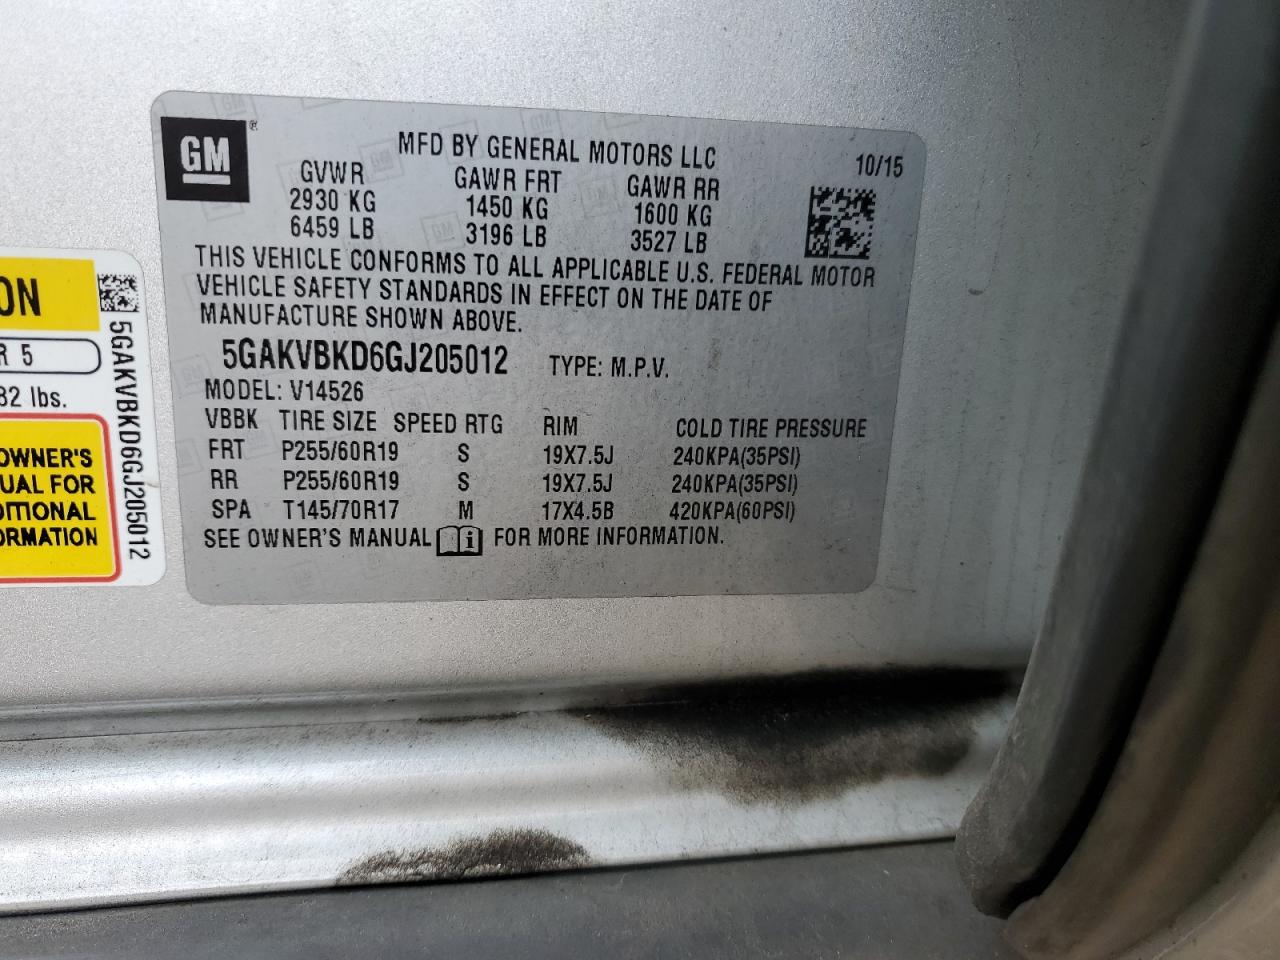 GM®
MFD BY GENERAL MOTORS LLC
10/15
GVWR GAWR FRT GAWR RR
2930 KG 1450 KG 1600 KG
6459 LB 3196 LB 3527 LB
THIS VEHICLE CONFORMS TO ALL APPLICABLE U.S. FEDERAL MOTOR
VEHICLE SAFETY STANDARDS IN EFFECT ON THE DATE OF
MANUFACTURE SHOWN ABOVE.
5GAKVBKD6GJ205012 TYPE: M.P.V.
MODEL: V14526
VBBK TIRE SIZE SPEED RTG RIM COLD TIRE PRESSURE
FRT P255/60R19 S 19X7.5J 240KPA(35PSI)
RR P255/60R19 S 19X7.5J 240KPA(35PSI)
SPA T145/70R17 M 17X4.5B 420KPA(60PSI)
SEE OWNER'S MANUAL i FOR MORE INFORMATION.
ON
R 5
82 lbs.
OWNER'S
UAL FOR
DITIONAL
ORMATION
5GAKVBKD6GJ205012